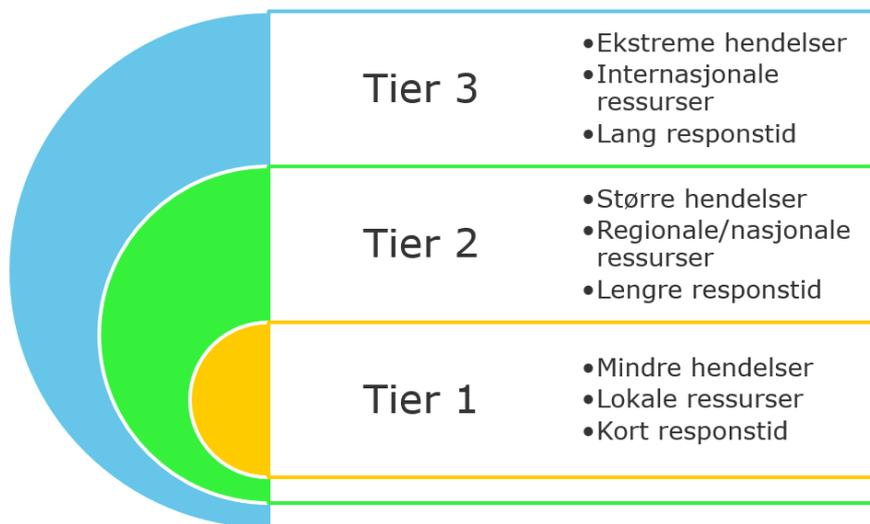 Tier 3
•Ekstreme hendelser
•Internasjonale
ressurser
•Lang responstid
Tier 2
•Større hendelser
•Regionale/nasjonale
ressurser
•Lengre responstid
Tier 1
•Mindre hendelser
•Lokale ressurser
•Kort responstid